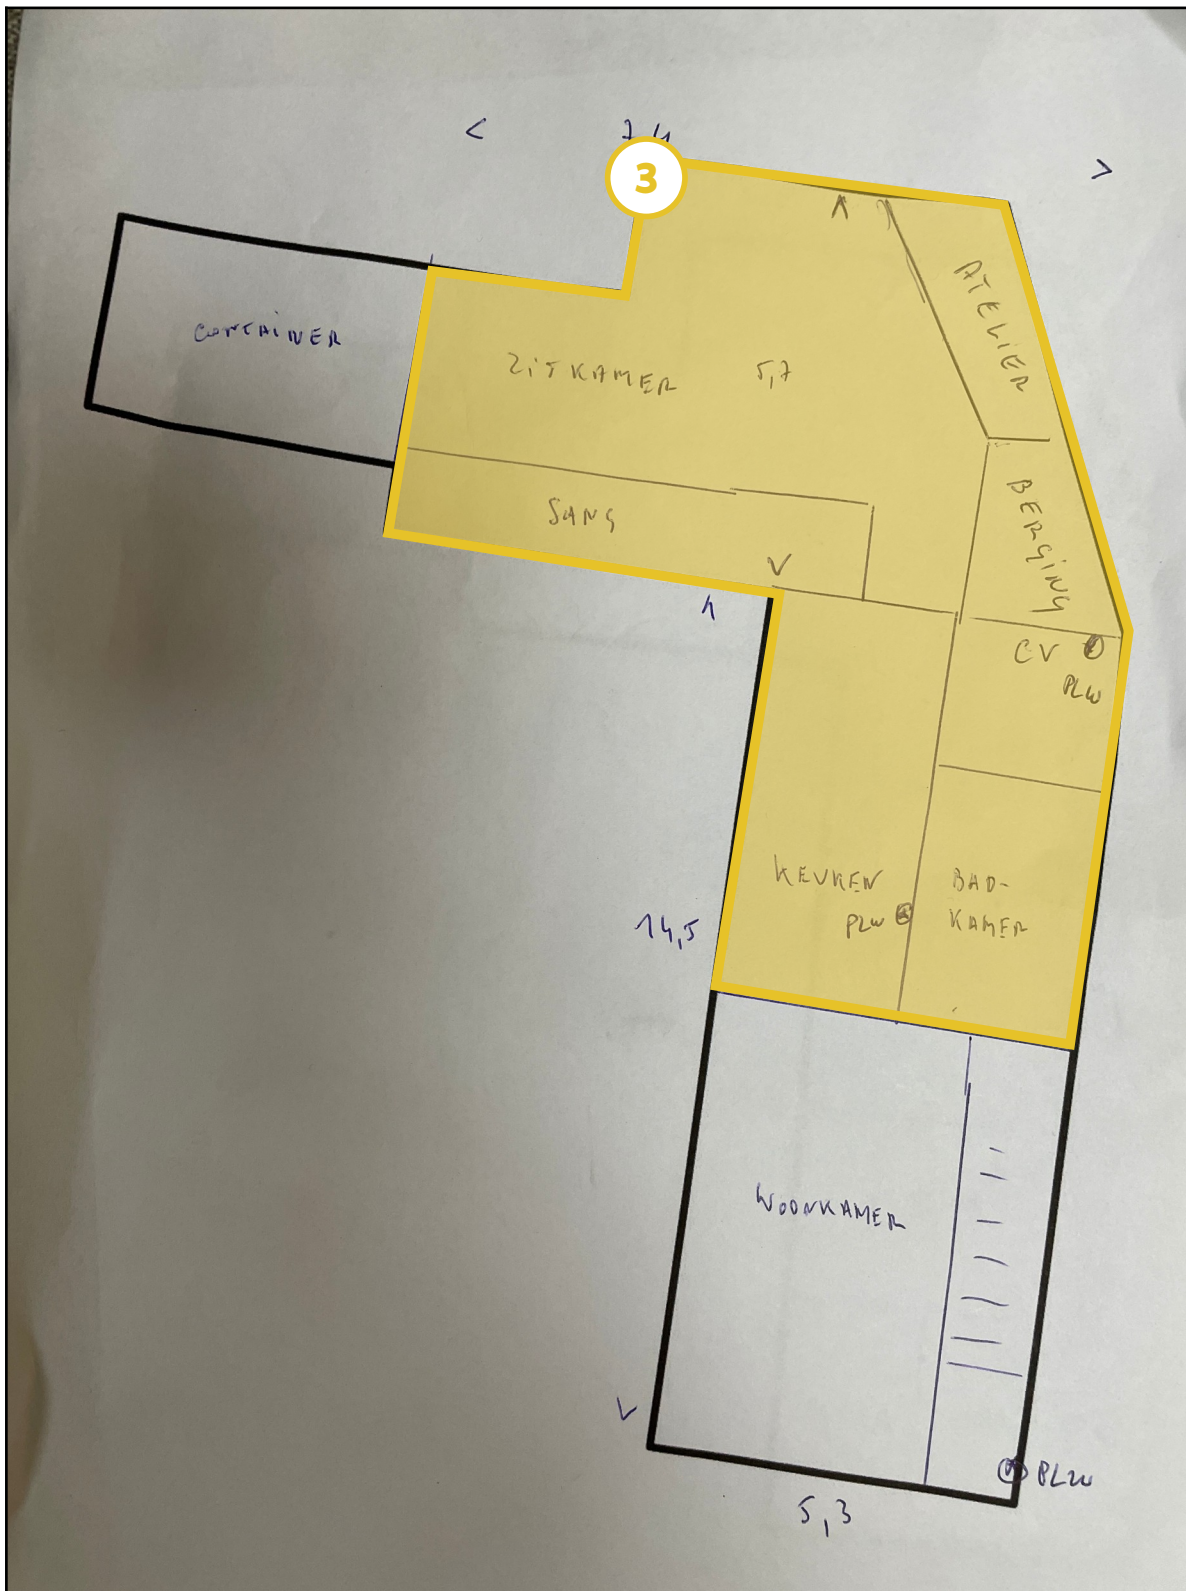 <
>
3
ATELIER
CONTAINER
ZITKAMER
5,7
BERGING
CV
PLW
KEUKEN
PLW
BAD-
KAMER
14,5
WOONKAMER
PLW
5,3